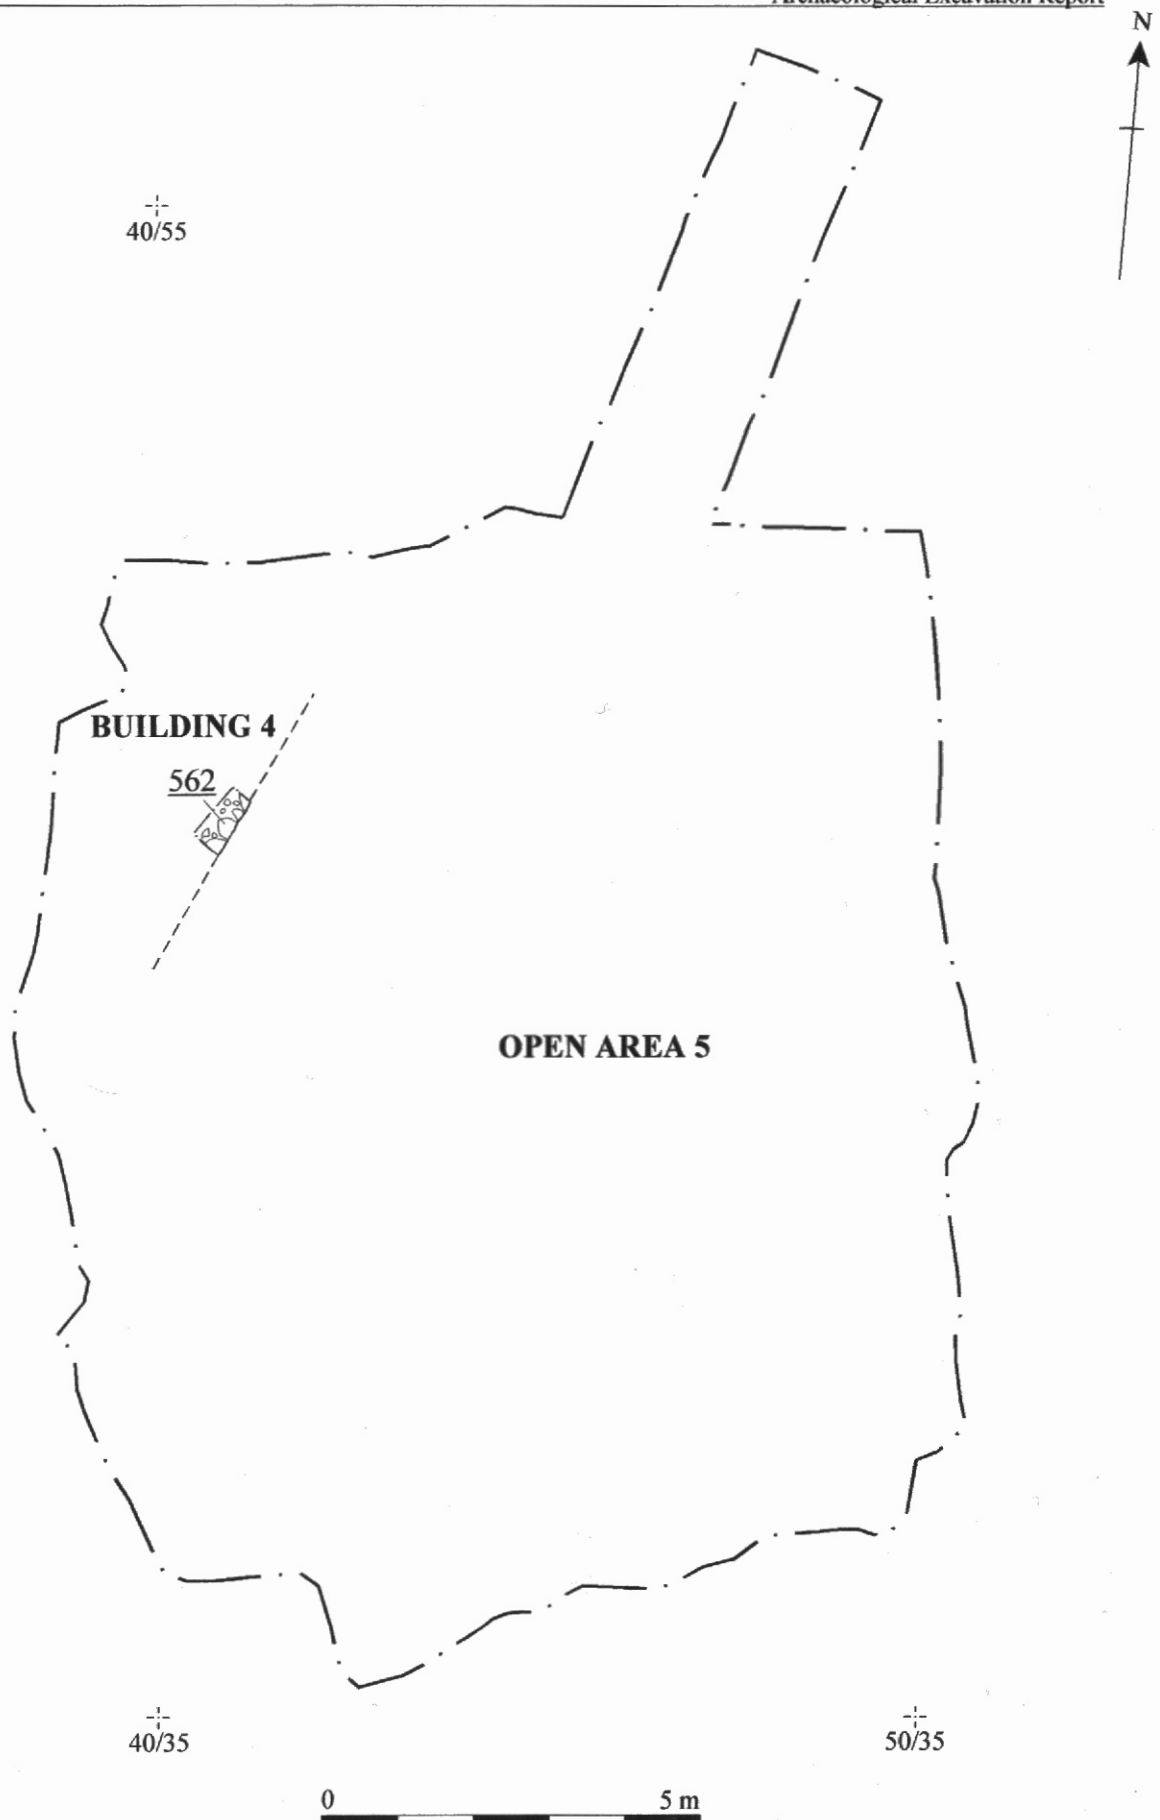 Archaeological Excavation Report
N
40/55
BUILDING 4
562
OPEN AREA 5
40/35
50/35
0 5 m